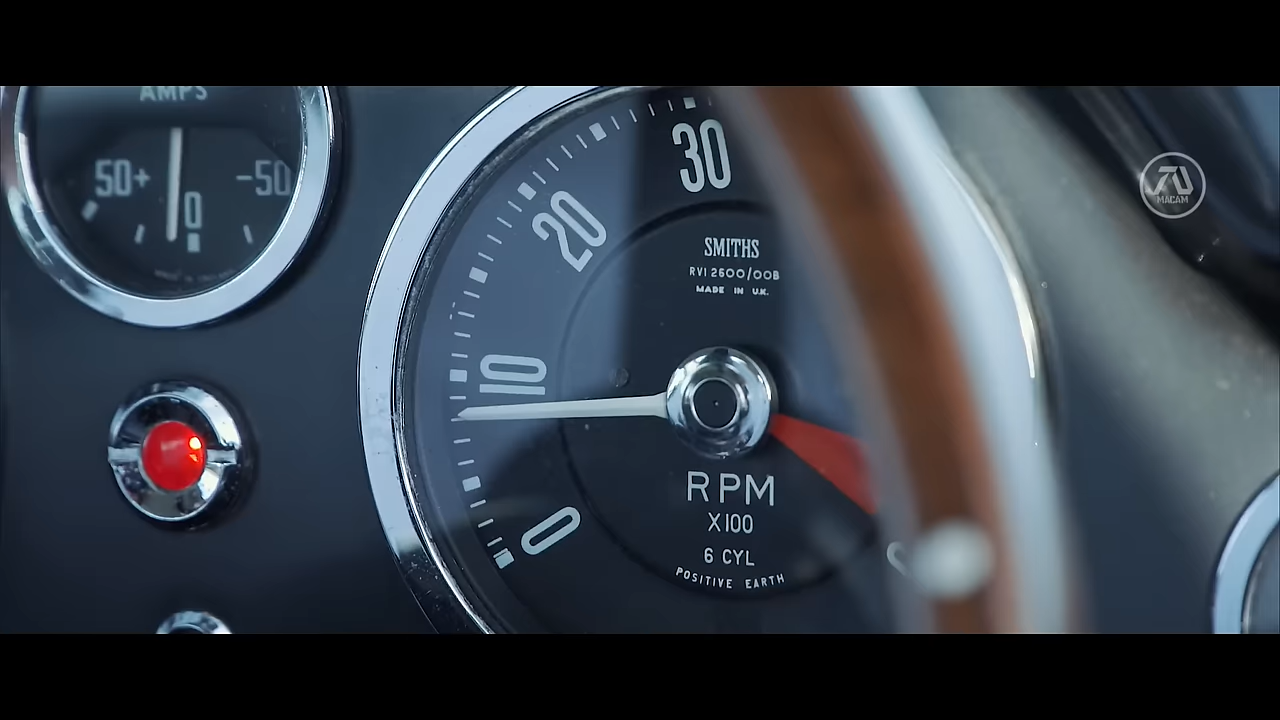 AMPS
50+
-50
0
30
20
10
0
SMITHS
RVI 2600/00B
MADE IN U.K.
RPM
X100
6 CYL
POSITIVE EARTH
MACAM